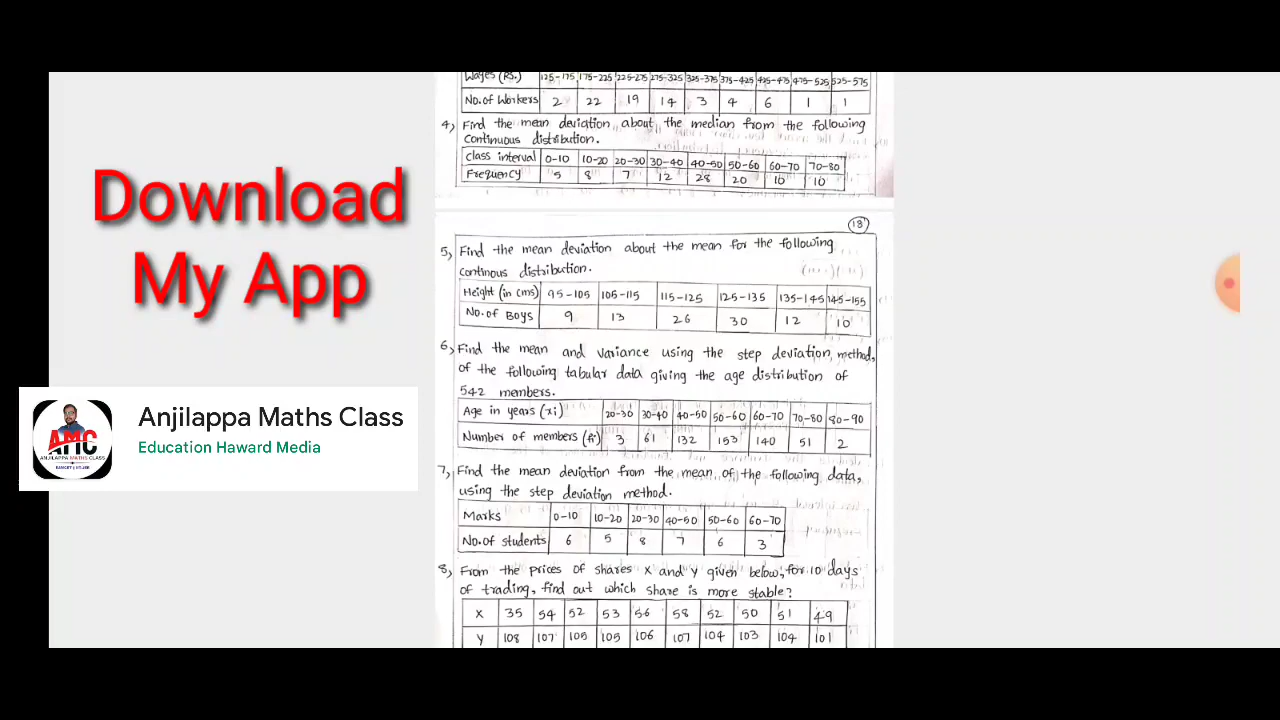 Download
My App
Anjilappa Maths Class
Education Haward Media
AMC
ANJILAPPA MATHS CLASS
Wages (Rs.) 125-175 175-225 225-275 275-325 325-375 375-425 425-475 475-525 525-575
No. of Workers 2 22 19 14 3 4 6 1 1
4, Find the mean deviation about the median from the following
continuous distribution.
class interval 0-10 10-20 20-30 30-40 40-50 50-60 60-70 70-80
Frequency 5 8 7 12 28 20 10 10
18
5, Find the mean deviation about the mean for the following
continous distribution.
Height (in cms) 95-105 105-115 115-125 125-135 135-145 145-155
No. of Boys 9 13 26 30 12 10
6, Find the mean and variance using the step deviation method,
of the following tabular data giving the age distribution of
542 members.
Age in years (xi) 20-30 30-40 40-50 50-60 60-70 70-80 80-90
Number of members (fi) 3 61 132 153 140 51 2
7, Find the mean deviation from the mean of the following data,
using the step deviation method.
Marks 0-10 10-20 20-30 40-50 50-60 60-70
No. of students 6 5 8 7 6 3
8, From the prices of shares X and Y given below, for 10 days
of trading, find out which share is more stable?
X 35 54 52 53 56 58 52 50 51 49
Y 108 107 105 105 106 107 104 103 104 101